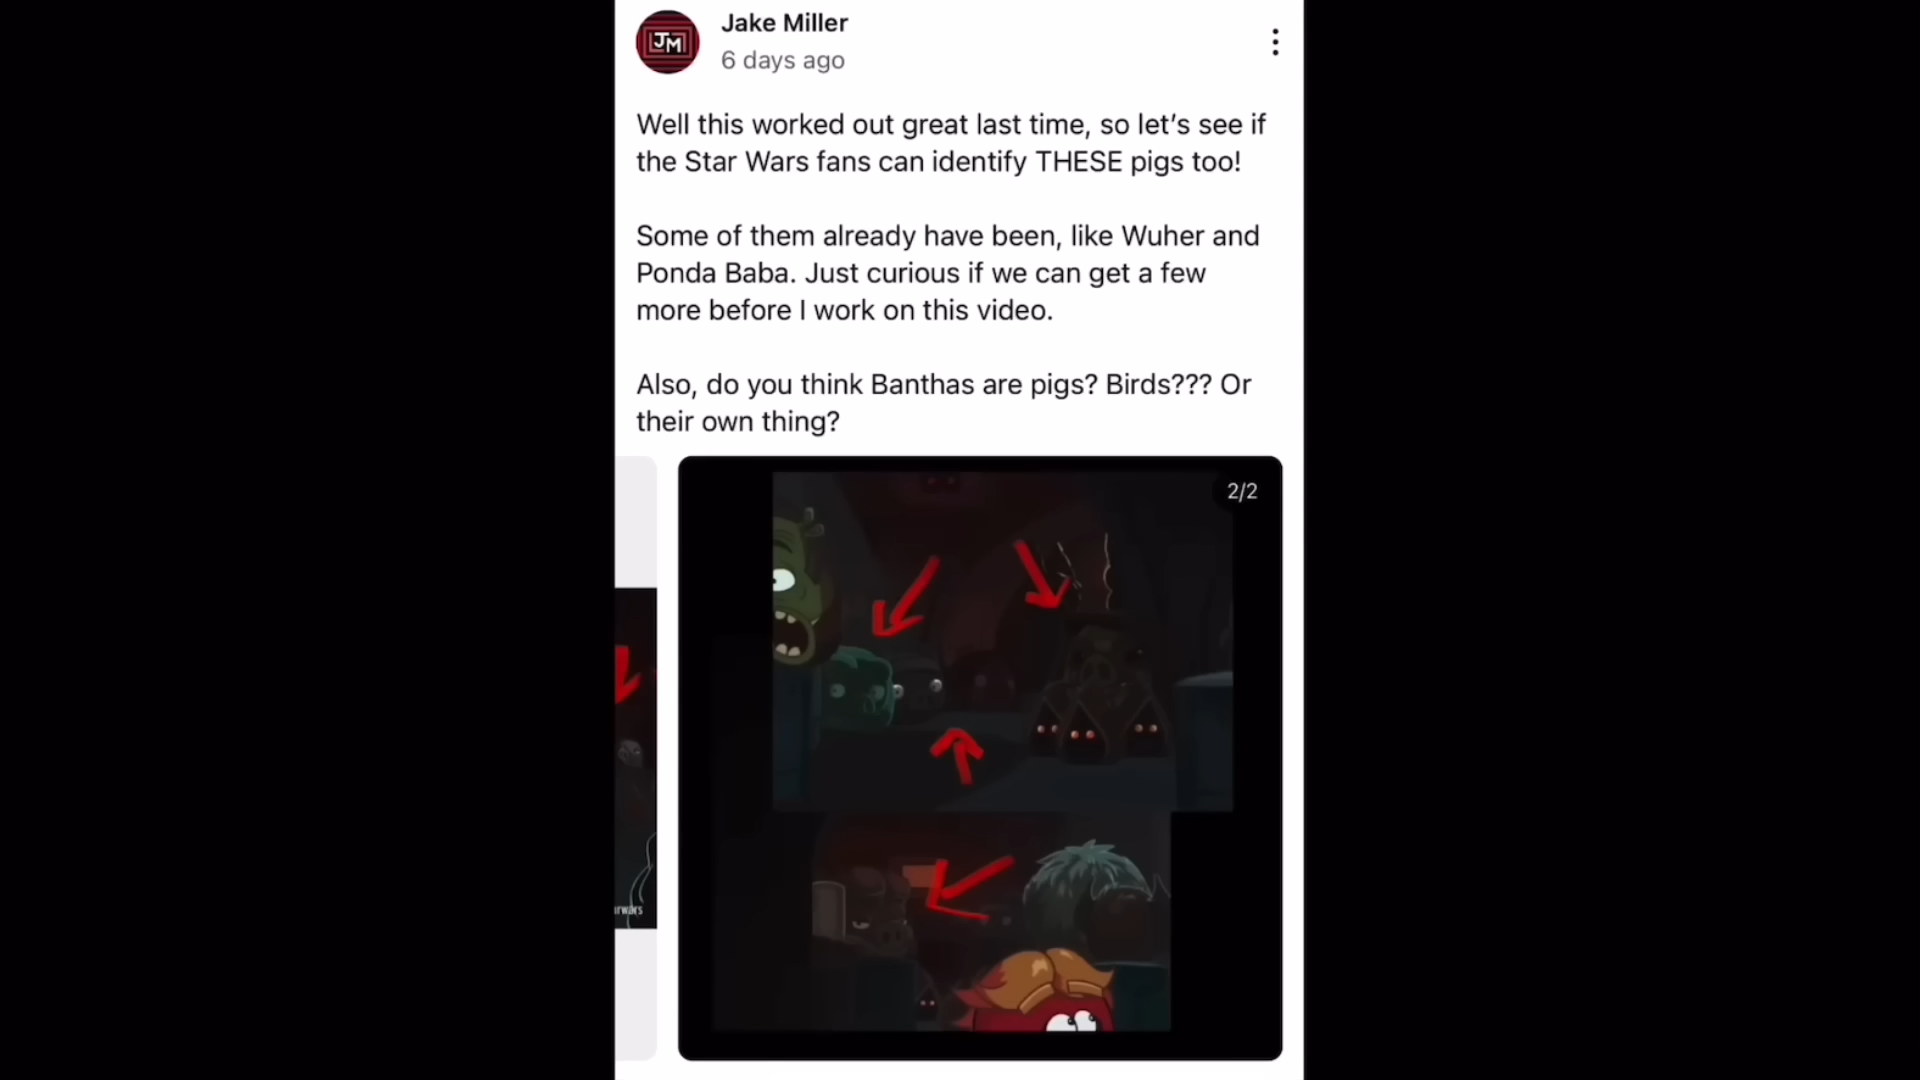 JM
Jake Miller
6 days ago
Well this worked out great last time, so let’s see if
the Star Wars fans can identify THESE pigs too!
Some of them already have been, like Wuher and
Ponda Baba. Just curious if we can get a few
more before I work on this video.
Also, do you think Banthas are pigs? Birds??? Or
their own thing?
2/2